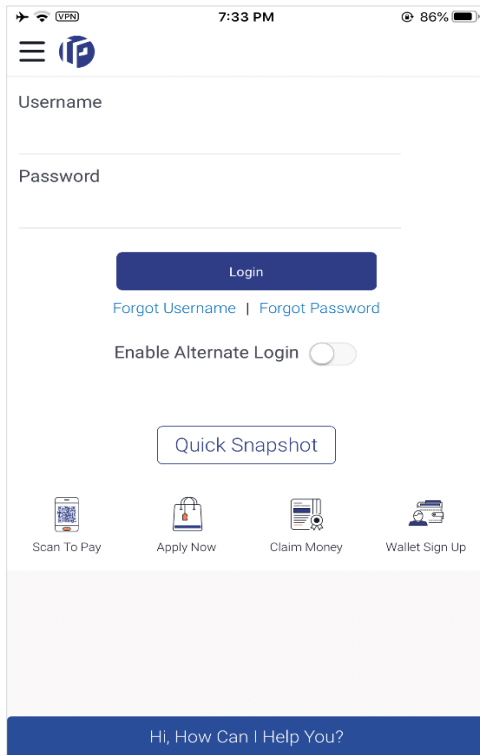 VPN 7:33 PM 86%
Username
Password
Login
Forgot Username | Forgot Password
Enable Alternate Login
Quick Snapshot
Scan To Pay Apply Now Claim Money Wallet Sign Up
Hi, How Can I Help You?